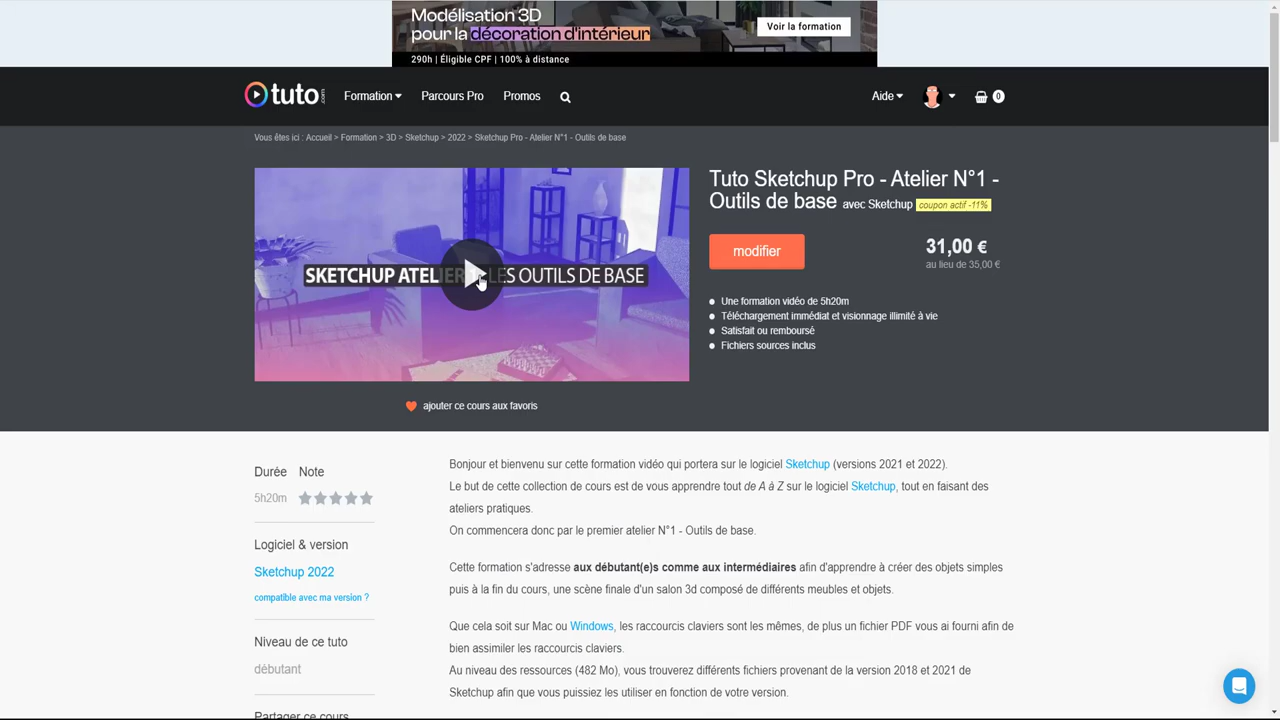 Modélisation 3D
pour la décoration d'intérieur
290h | Éligible CPF | 100% à distance
Voir la formation
tuto.com
Formation
Parcours Pro
Promos
Aide
0
Vous êtes ici : Accueil > Formation > 3D > Sketchup > 2022 > Sketchup Pro - Atelier N°1 - Outils de base
SKETCHUP ATELIER 1 LES OUTILS DE BASE
ajouter ce cours aux favoris
Tuto Sketchup Pro - Atelier N°1 -
Outils de base avec Sketchup coupon actif -11%
modifier
31,00 €
au lieu de 35,00 €
Une formation vidéo de 5h20m
Téléchargement immédiat et visionnage illimité à vie
Satisfait ou remboursé
Fichiers sources inclus
Durée Note
5h20m
Logiciel & version
Sketchup 2022
compatible avec ma version ?
Niveau de ce tuto
débutant
Partager ce cours
Bonjour et bienvenu sur cette formation vidéo qui portera sur le logiciel Sketchup (versions 2021 et 2022).
Le but de cette collection de cours est de vous apprendre tout de A à Z sur le logiciel Sketchup, tout en faisant des
ateliers pratiques.
On commencera donc par le premier atelier N°1 - Outils de base.
Cette formation s'adresse aux débutant(e)s comme aux intermédiaires afin d'apprendre à créer des objets simples
puis à la fin du cours, une scène finale d'un salon 3d composé de différents meubles et objets.
Que cela soit sur Mac ou Windows, les raccourcis claviers sont les mêmes, de plus un fichier PDF vous ai fourni afin de
bien assimiler les raccourcis claviers.
Au niveau des ressources (482 Mo), vous trouverez différents fichiers provenant de la version 2018 et 2021 de
Sketchup afin que vous puissiez les utiliser en fonction de votre version.